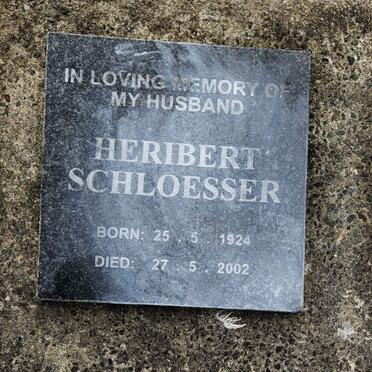 IN LOVING MEMORY OF
MY HUSBAND
HERIBERT
SCHLOESSER
BORN: 25 . 5 . 1924
DIED: 27 . 5 . 2002